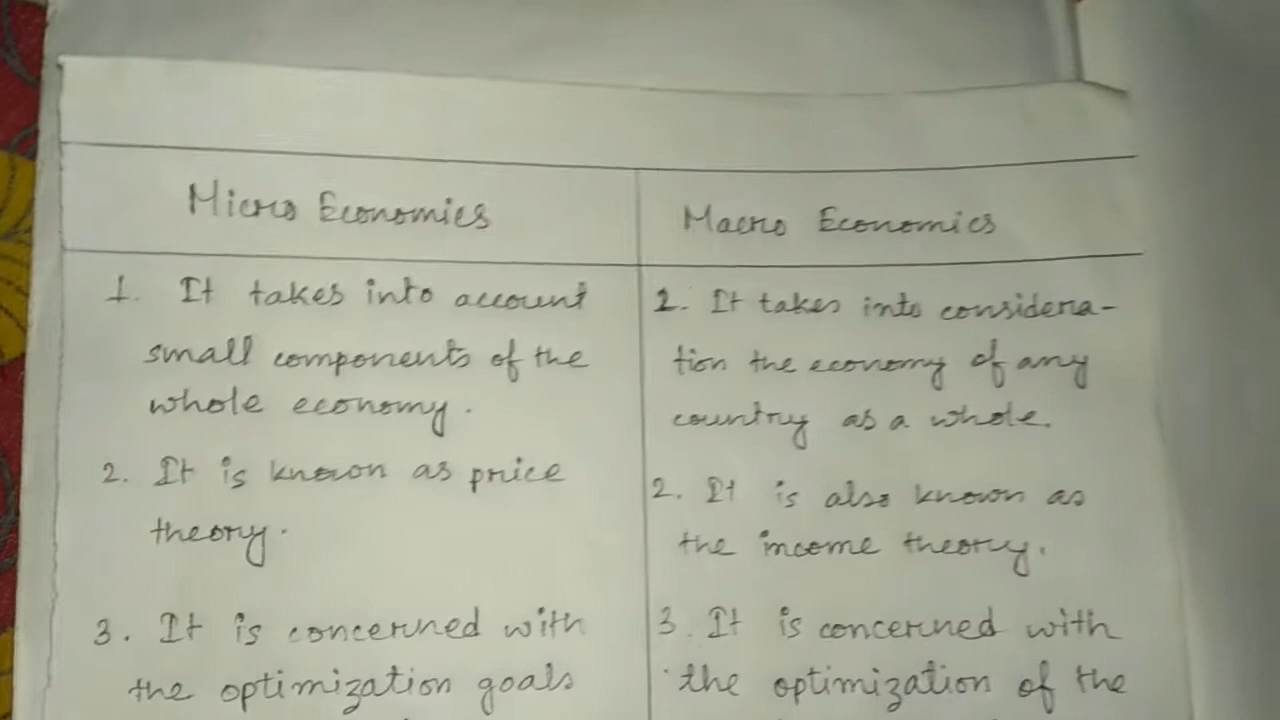 Micro Economics
1. It takes into account
small components of the
whole economy.
2. It is known as price
theory.
3. It is concerned with
the optimization goals
Macro Economics
1. It takes into considera-
tion the economy of any
country as a whole.
2. It is also known as
the income theory.
3. It is concerned with
the optimization of the